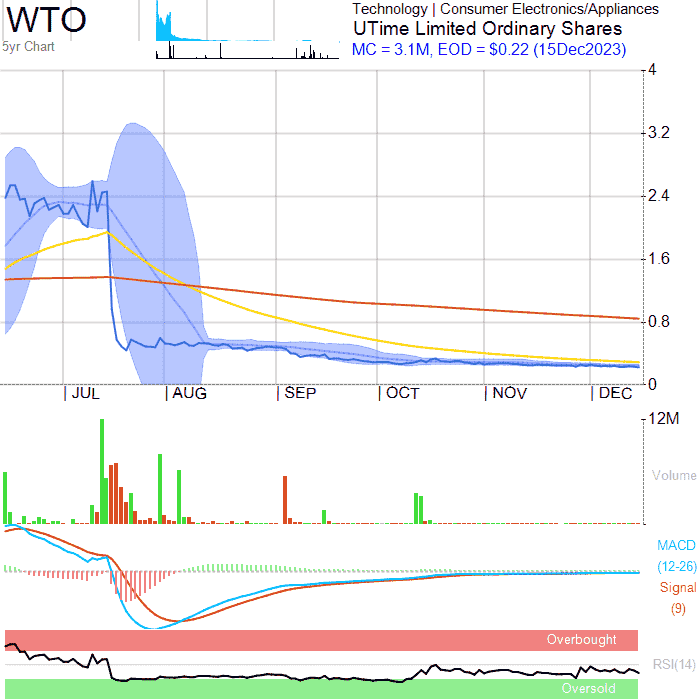 WTO
5yr Chart
Technology | Consumer Electronics/Appliances
UTime Limited Ordinary Shares
MC = 3.1M, EOD = $0.22 (15Dec2023)
4
3.2
2.4
1.6
0.8
0
| JUL | AUG | SEP | OCT | NOV | DEC
12M
Volume
MACD
(12-26)
Signal
(9)
Overbought
RSI(14)
Oversold